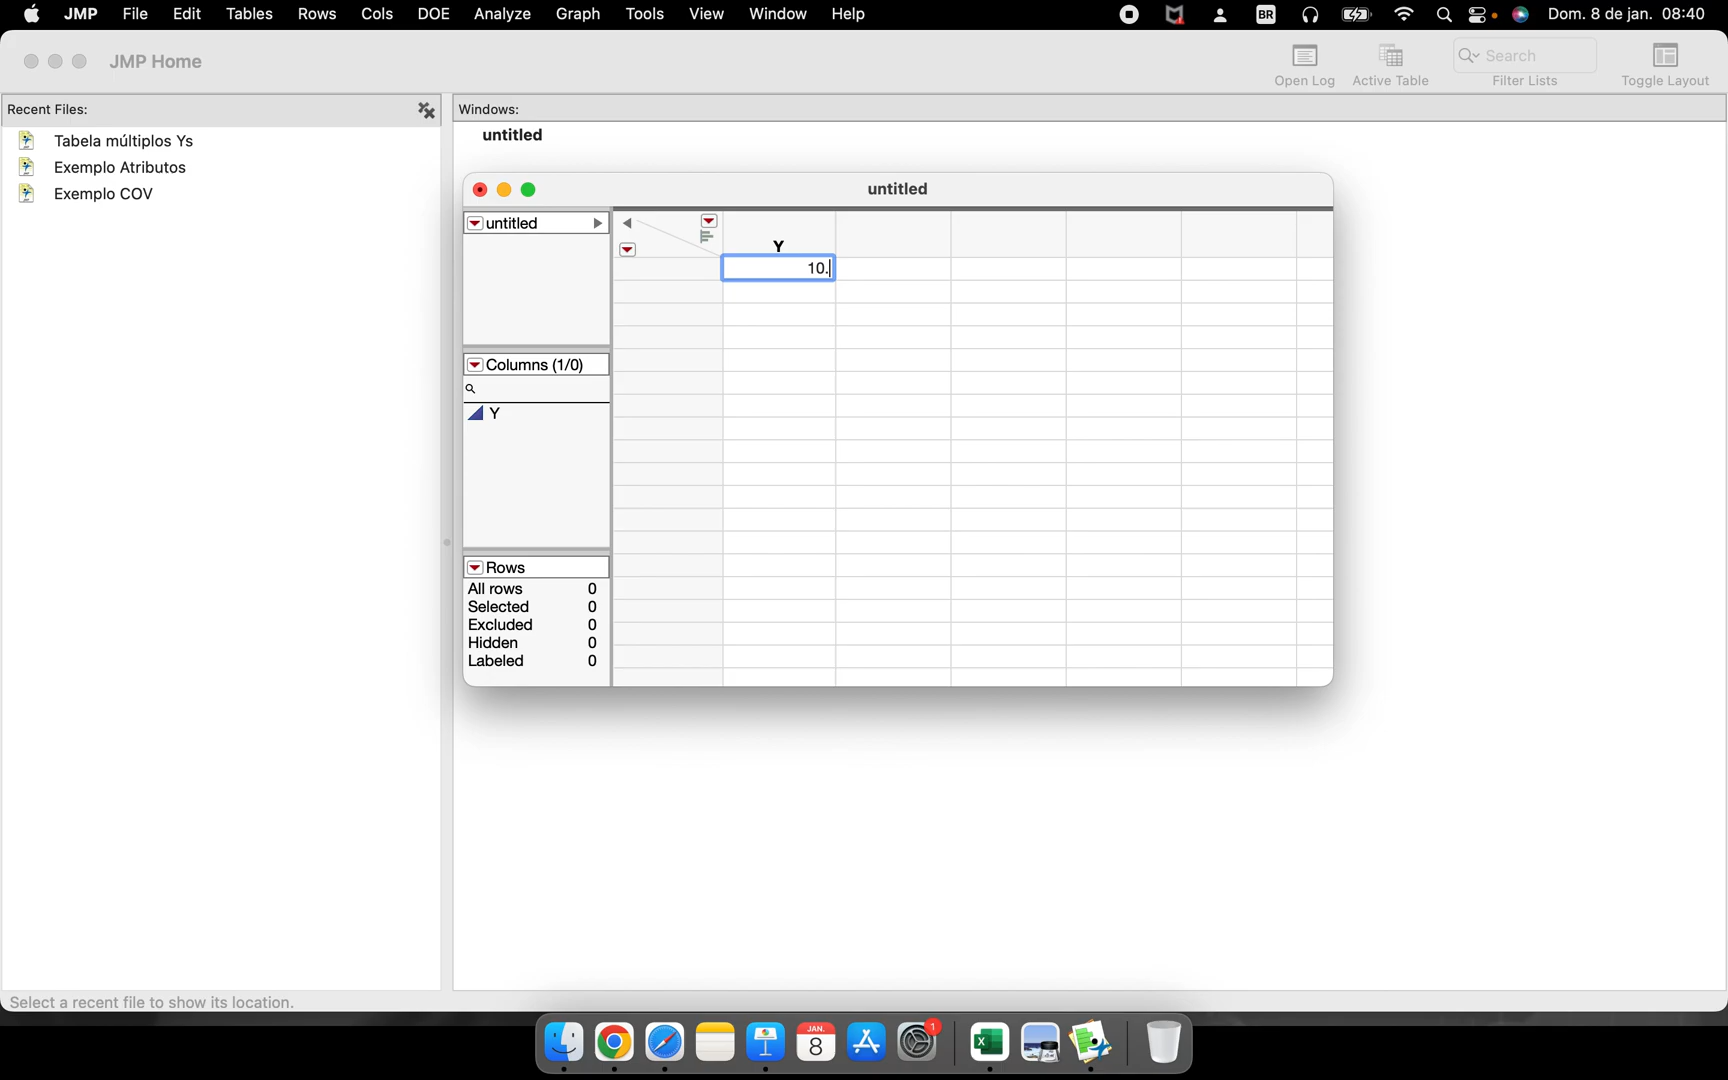 JMP File Edit Tables Rows Cols DOE Analyze Graph Tools View Window Help BR Dom. 8 de jan. 08:40
JMP Home
Search
Open Log Active Table Filter Lists Toggle Layout
Recent Files:
Windows:
Tabela múltiplos Ys
Exemplo Atributos
Exemplo COV
untitled
untitled
untitled
Y
10.
Columns (1/0)
Y
Rows
All rows 0
Selected 0
Excluded 0
Hidden 0
Labeled 0
Select a recent file to show its location.
JAN.
8
1
X